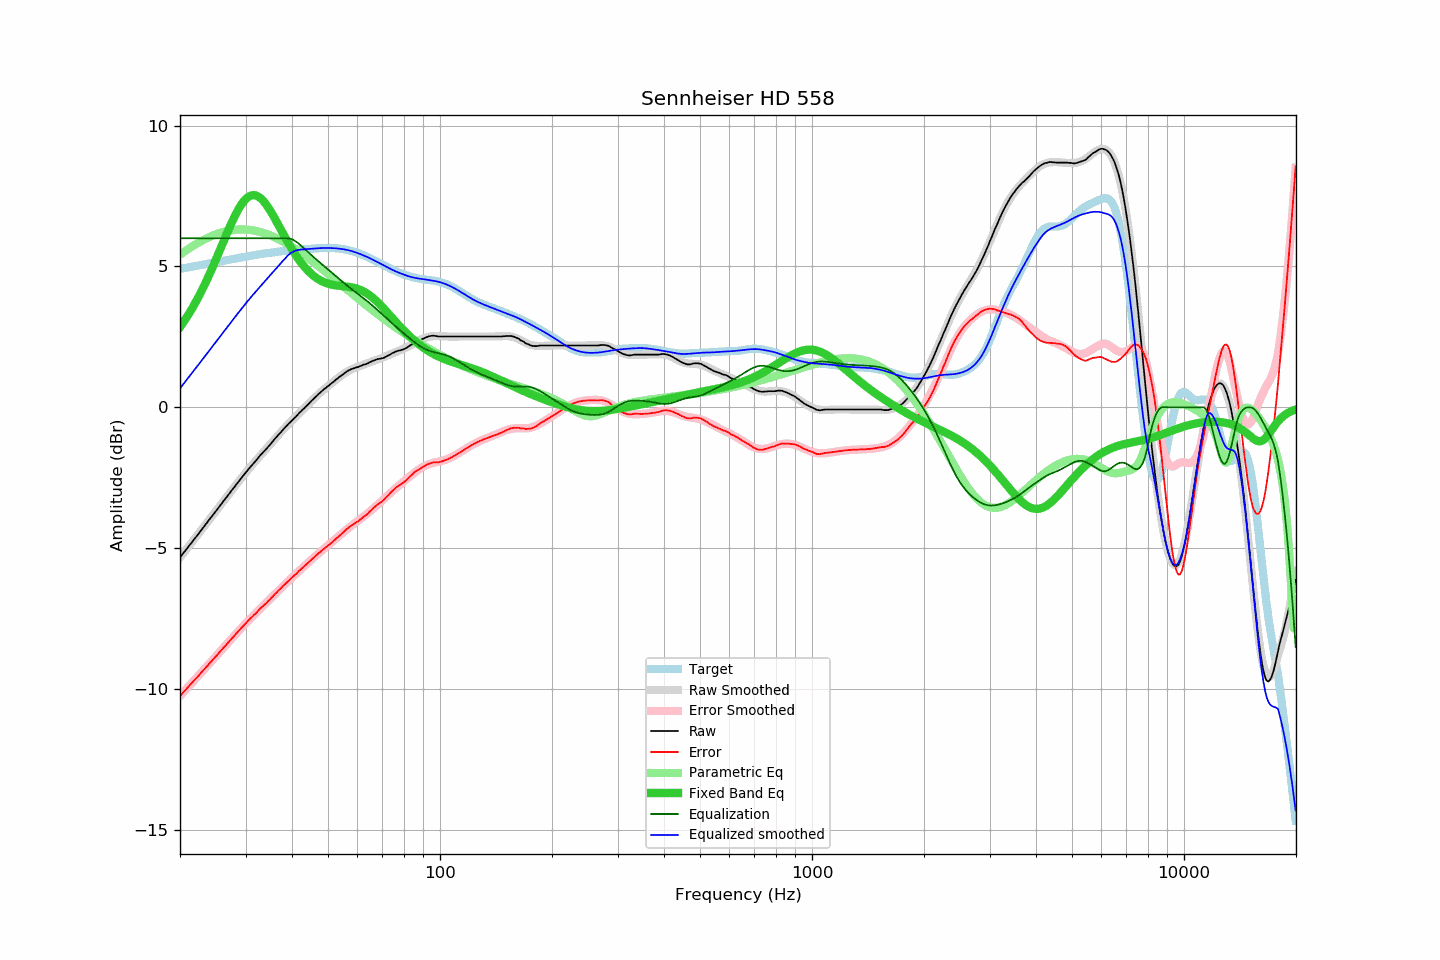 Sennheiser HD 558
10
5
0
−5
−10
−15
Amplitude (dBr)
Target
Raw Smoothed
Error Smoothed
Raw
Error
Parametric Eq
Fixed Band Eq
Equalization
Equalized smoothed
100 1000 10000
Frequency (Hz)